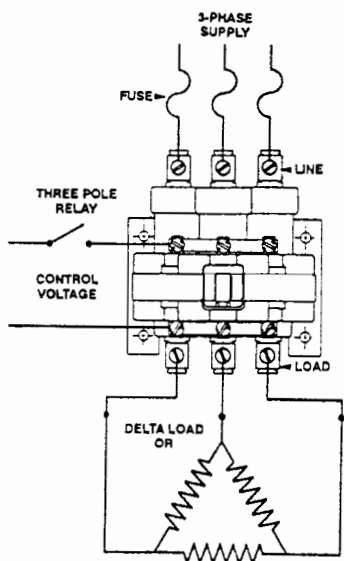 3-PHASE
SUPPLY
FUSE
LINE
THREE POLE
RELAY
CONTROL
VOLTAGE
LOAD
DELTA LOAD
OR